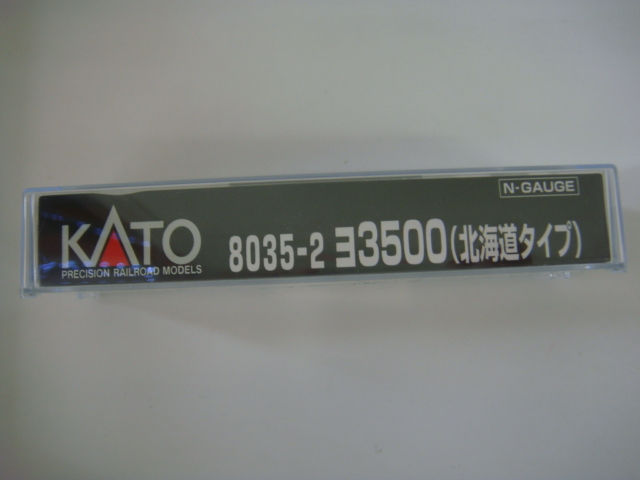 N-GAUGE
KATO
PRECISION RAILROAD MODELS
8035-2 ヨ3500(北海道タイプ)